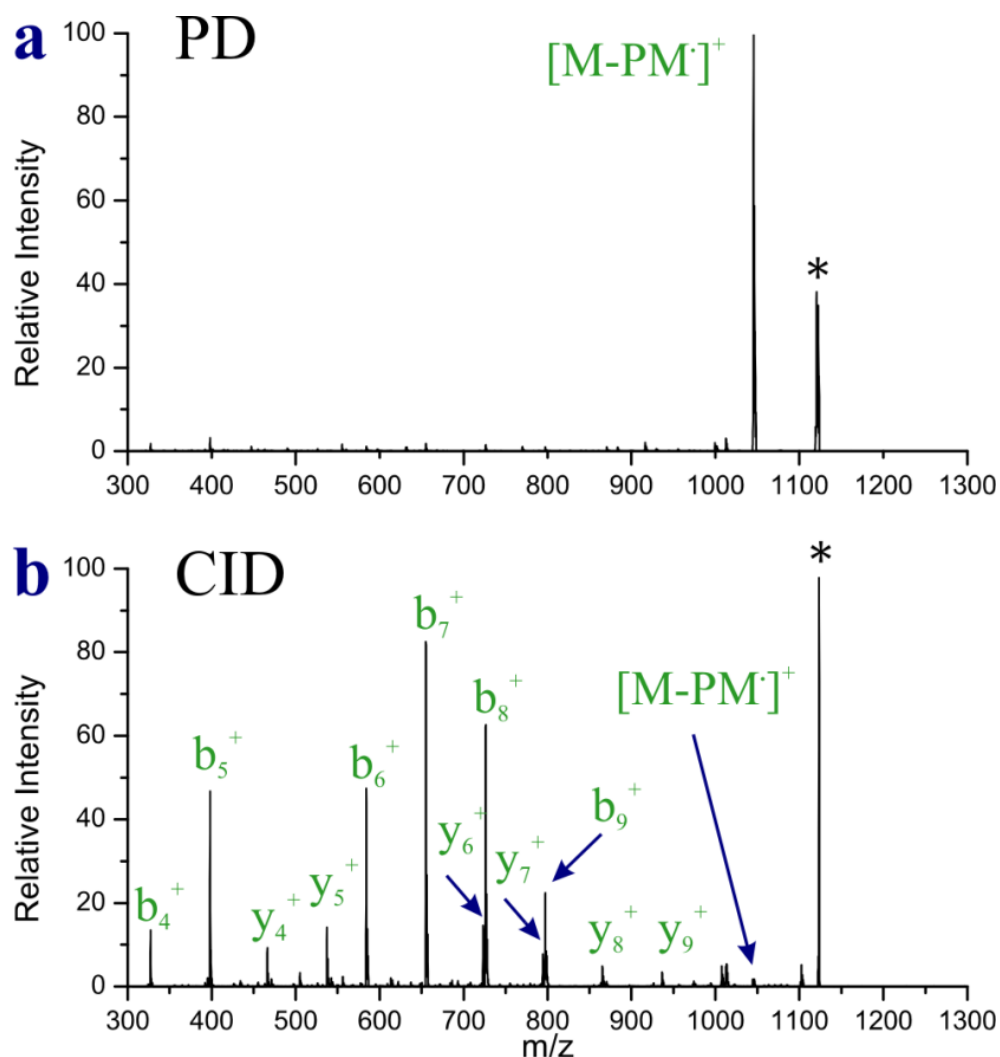 a PD
[M-PM·]⁺
*
Relative Intensity
100
80
60
40
20
0
300 400 500 600 700 800 900 1000 1100 1200 1300
b CID
*
b₇⁺
[M-PM·]⁺
b₈⁺
b₅⁺
b₆⁺
b₉⁺
y₆⁺
y₇⁺
y₅⁺
b₄⁺
y₄⁺
y₈⁺
y₉⁺
Relative Intensity
100
80
60
40
20
0
300 400 500 600 700 800 900 1000 1100 1200 1300
m/z